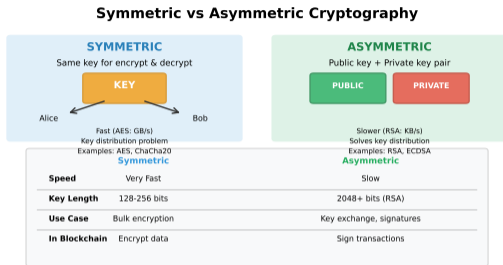 Symmetric vs Asymmetric Cryptography
SYMMETRIC
Same key for encrypt & decrypt
KEY
Alice
Bob
Fast (AES: GB/s)
Key distribution problem
Examples: AES, ChaCha20
ASYMMETRIC
Public key + Private key pair
PUBLIC
PRIVATE
Slower (RSA: KB/s)
Solves key distribution
Examples: RSA, ECDSA
Symmetric Asymmetric
Speed Very Fast Slow
Key Length 128-256 bits 2048+ bits (RSA)
Use Case Bulk encryption Key exchange, signatures
In Blockchain Encrypt data Sign transactions